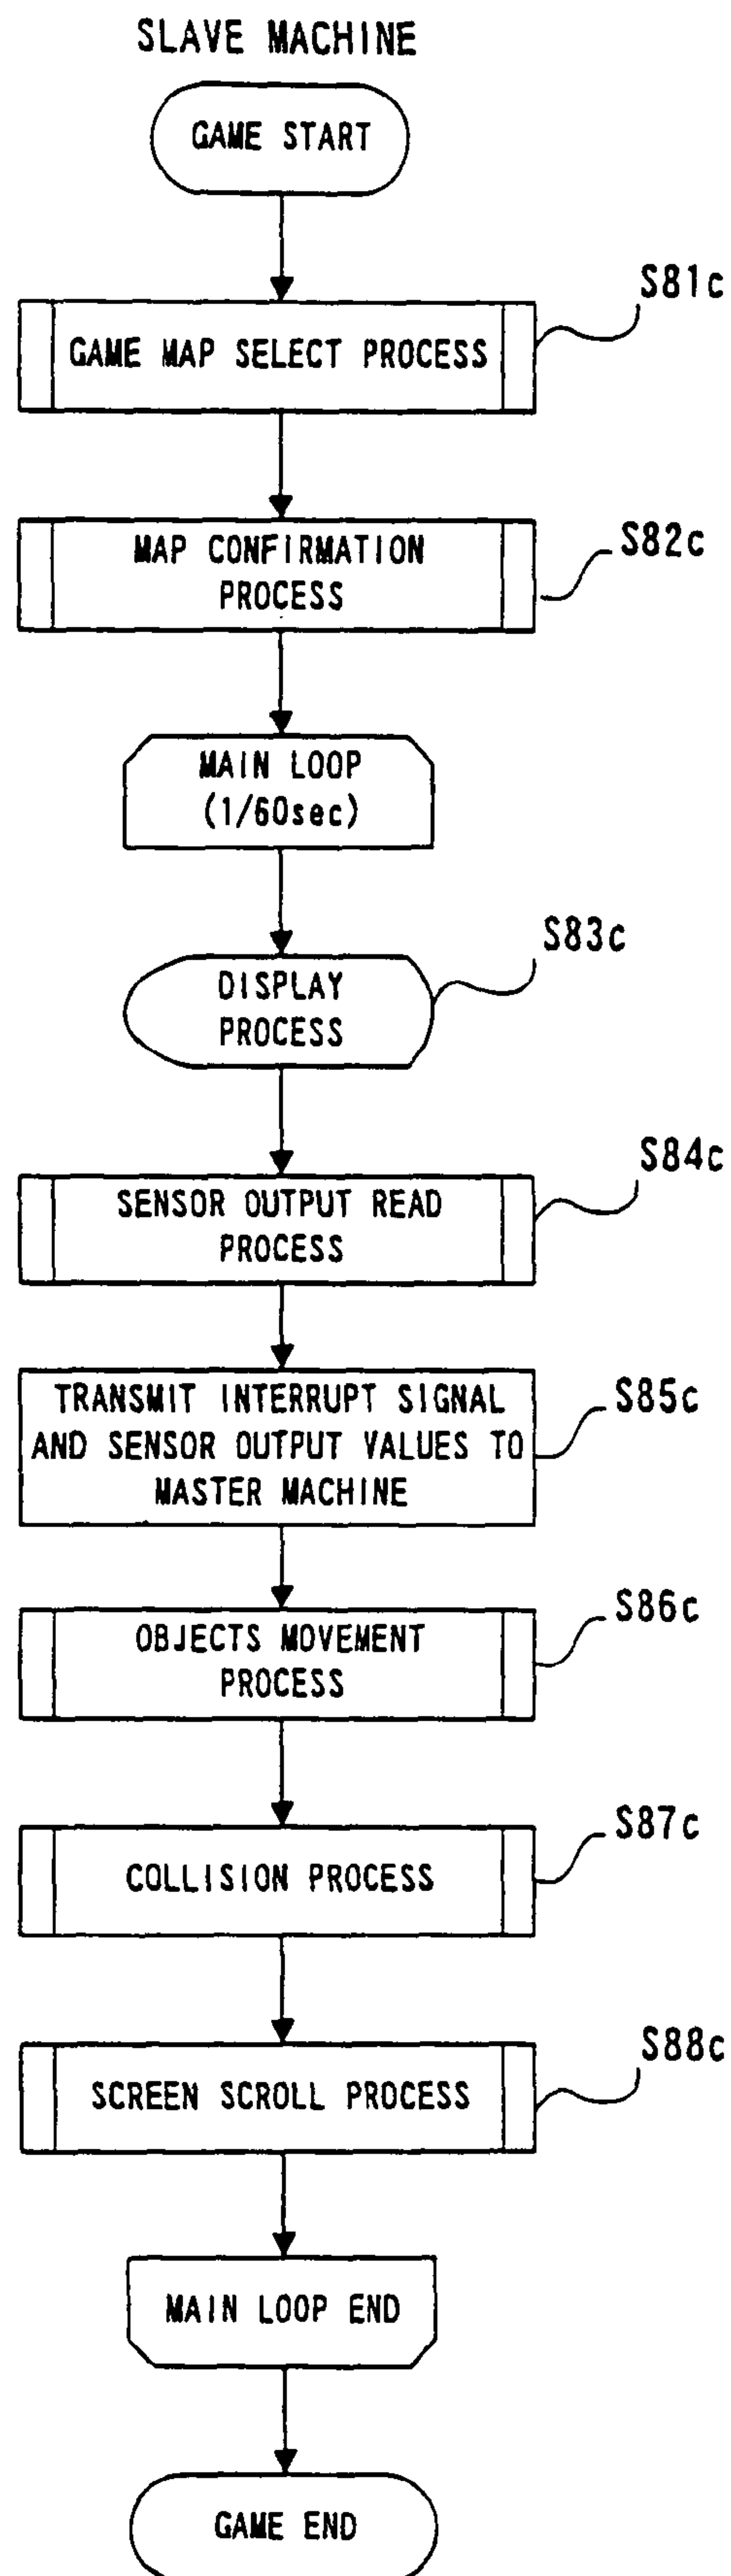 SLAVE MACHINE
GAME START
S81c
GAME MAP SELECT PROCESS
S82c
MAP CONFIRMATION
PROCESS
MAIN LOOP
(1/60sec)
S83c
DISPLAY
PROCESS
S84c
SENSOR OUTPUT READ
PROCESS
S85c
TRANSMIT INTERRUPT SIGNAL
AND SENSOR OUTPUT VALUES TO
MASTER MACHINE
S86c
OBJECTS MOVEMENT
PROCESS
S87c
COLLISION PROCESS
S88c
SCREEN SCROLL PROCESS
MAIN LOOP END
GAME END